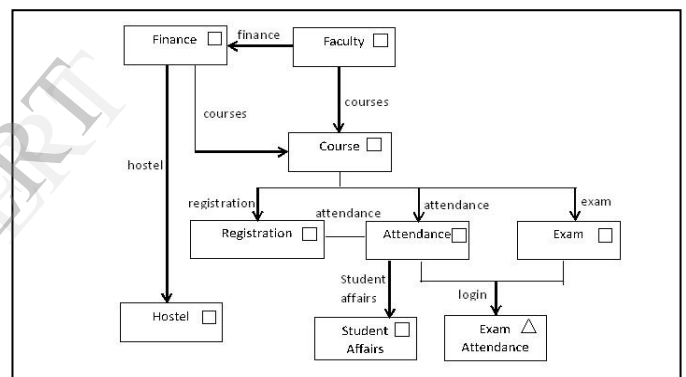 Finance
finance
Faculty
courses
courses
Course
hostel
registration
attendance
attendance
exam
Registration
Attendance
Exam
Student
affairs
login
Hostel
Student
Affairs
Exam
Attendance
ERT